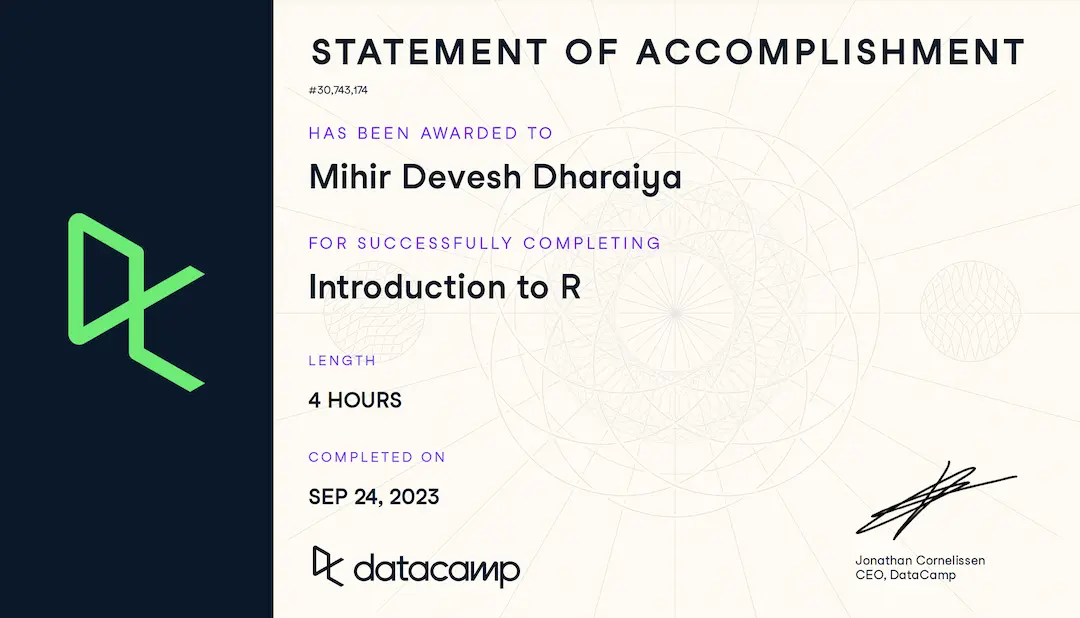 STATEMENT OF ACCOMPLISHMENT
#30,743,174
HAS BEEN AWARDED TO
Mihir Devesh Dharaiya
FOR SUCCESSFULLY COMPLETING
Introduction to R
LENGTH
4 HOURS
COMPLETED ON
SEP 24, 2023
datacamp
Jonathan Cornelissen
CEO, DataCamp